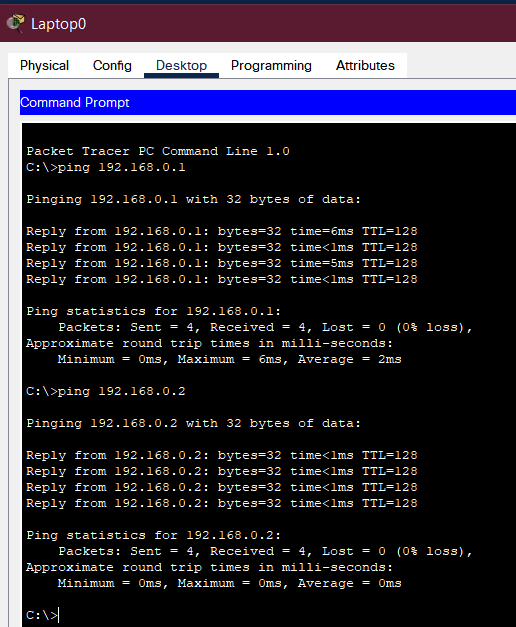 Laptop0
Physical Config Desktop Programming Attributes
Command Prompt
Packet Tracer PC Command Line 1.0
C:\>ping 192.168.0.1
Pinging 192.168.0.1 with 32 bytes of data:
Reply from 192.168.0.1: bytes=32 time=6ms TTL=128
Reply from 192.168.0.1: bytes=32 time<1ms TTL=128
Reply from 192.168.0.1: bytes=32 time=5ms TTL=128
Reply from 192.168.0.1: bytes=32 time<1ms TTL=128
Ping statistics for 192.168.0.1:
Packets: Sent = 4, Received = 4, Lost = 0 (0% loss),
Approximate round trip times in milli-seconds:
Minimum = 0ms, Maximum = 6ms, Average = 2ms
C:\>ping 192.168.0.2
Pinging 192.168.0.2 with 32 bytes of data:
Reply from 192.168.0.2: bytes=32 time<1ms TTL=128
Reply from 192.168.0.2: bytes=32 time<1ms TTL=128
Reply from 192.168.0.2: bytes=32 time<1ms TTL=128
Reply from 192.168.0.2: bytes=32 time<1ms TTL=128
Ping statistics for 192.168.0.2:
Packets: Sent = 4, Received = 4, Lost = 0 (0% loss),
Approximate round trip times in milli-seconds:
Minimum = 0ms, Maximum = 0ms, Average = 0ms
C:\>